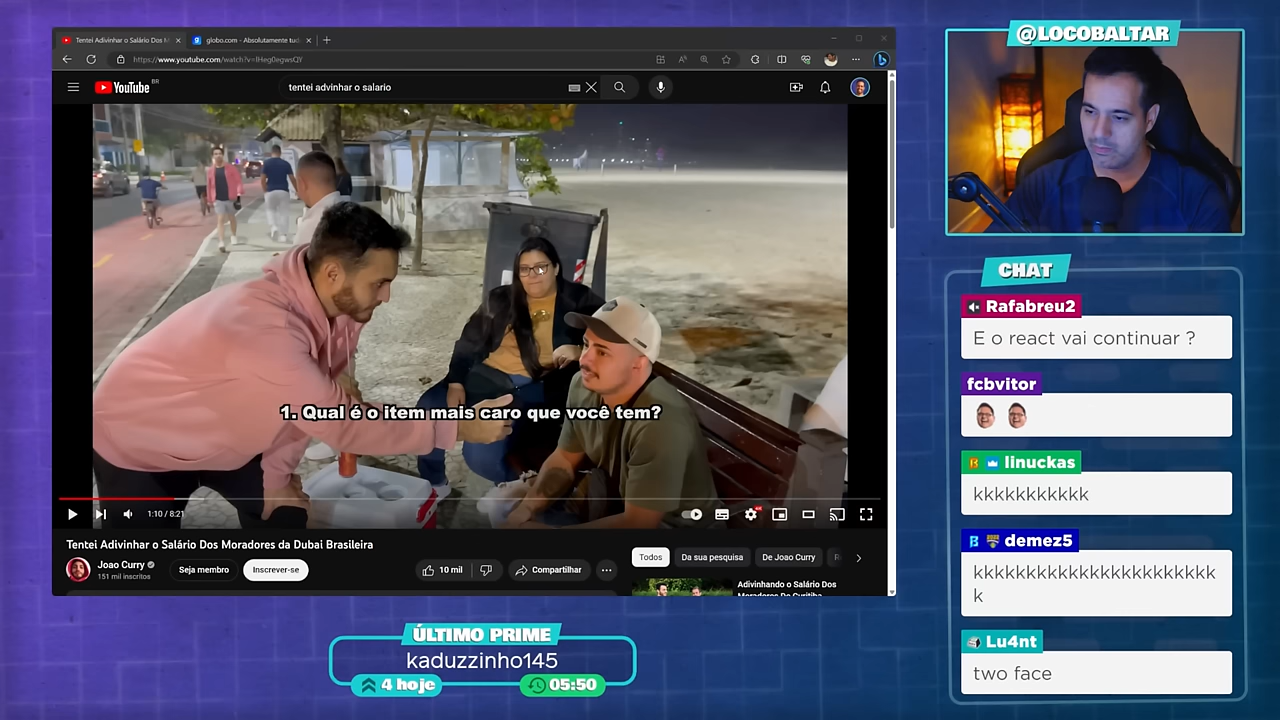 Tentei Adivinhar o Salário Dos M
globo.com - Absolutamente tud
https://www.youtube.com/watch?v=IHeg0egwsQY
YouTube BR
tentei advinhar o salario
1. Qual é o item mais caro que você tem?
1:10 / 8:21
Tentei Adivinhar o Salário Dos Moradores da Dubai Brasileira
Joao Curry
151 mil inscritos
Seja membro
Inscrever-se
10 mil
Compartilhar
Todos
Da sua pesquisa
De Joao Curry
Adivinhando o Salário Dos
Moradores De Curitiba
ÚLTIMO PRIME
kaduzzinho145
4 hoje
05:50
@LOCOBALTAR
CHAT
Rafabreu2
E o react vai continuar ?
fcbvitor
linuckas
kkkkkkkkkkk
demez5
kkkkkkkkkkkkkkkkkkkkkkk
k
Lu4nt
two face